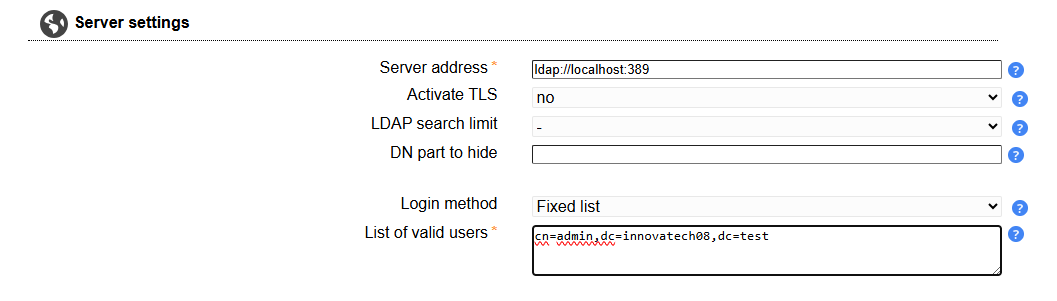 Server settings
Server address * ldap://localhost:389 ?
Activate TLS no ?
LDAP search limit - ?
DN part to hide ?
Login method Fixed list ?
List of valid users * cn=admin,dc=innovatech08,dc=test ?